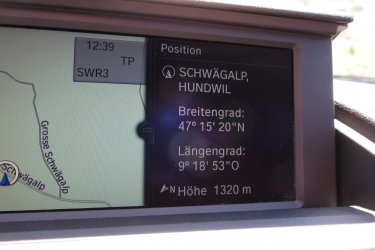 12:39
TP
SWR3
Grosse Schwägalp
Schwägalp
Position
SCHWÄGALP,
HUNDWIL
Breitengrad:
47° 15' 20"N
Längengrad:
9° 18' 53"O
N Höhe 1320 m